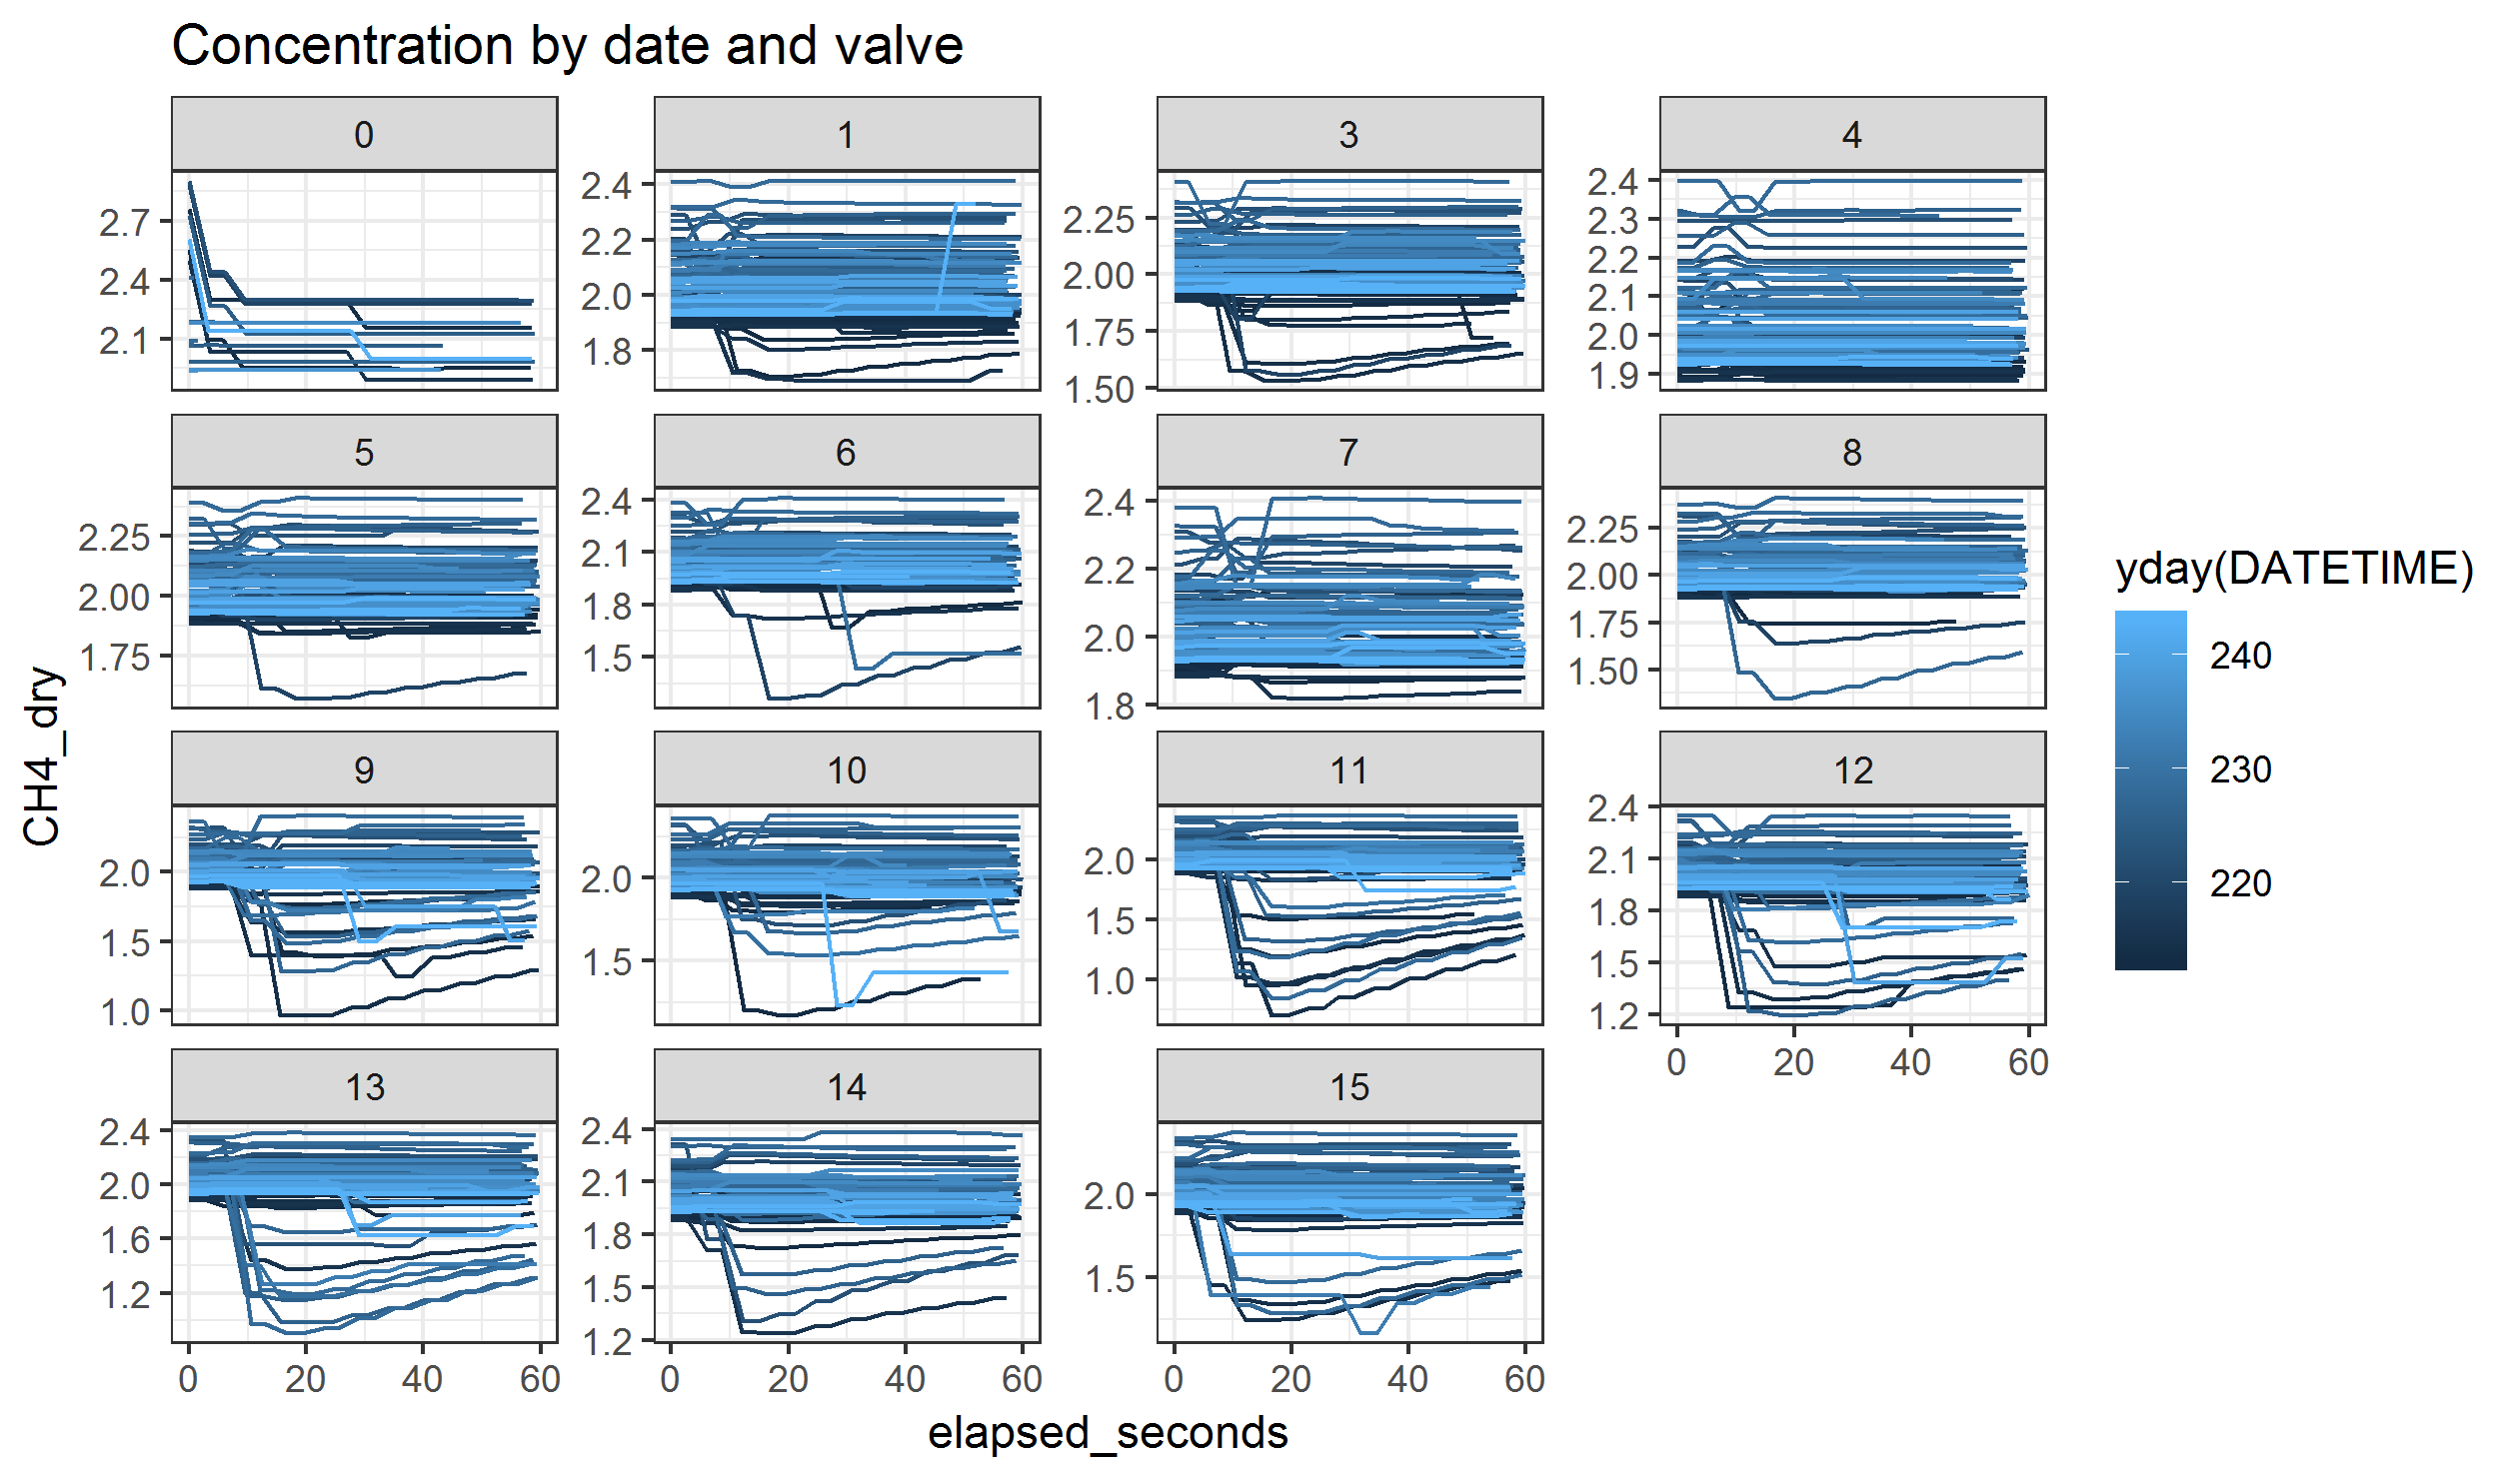 Concentration by date and valve
0 1 3 4
2.7 2.4 2.1
2.4 2.2 2.0 1.8
2.25 2.00 1.75 1.50
2.4 2.3 2.2 2.1 2.0 1.9
5 6 7 8
2.25 2.00 1.75
2.4 2.1 1.8 1.5
2.4 2.2 2.0 1.8
2.25 2.00 1.75 1.50
9 10 11 12
2.0 1.5 1.0
2.0 1.5
2.0 1.5 1.0
2.4 2.1 1.8 1.5 1.2
0 20 40 60
13 14 15
2.4 2.0 1.6 1.2
2.4 2.1 1.8 1.5 1.2
2.0 1.5
0 20 40 60 0 20 40 60 0 20 40 60
elapsed_seconds
CH4_dry
yday(DATETIME)
240
230
220